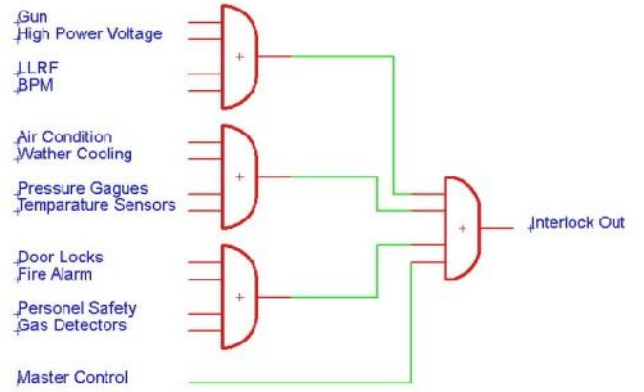 Gun
High Power Voltage
LLRF
BPM
Air Condition
Wather Cooling
Pressure Gagues
Temparature Sensors
Interlock Out
Door Locks
Fire Alarm
Personel Safety
Gas Detectors
Master Control